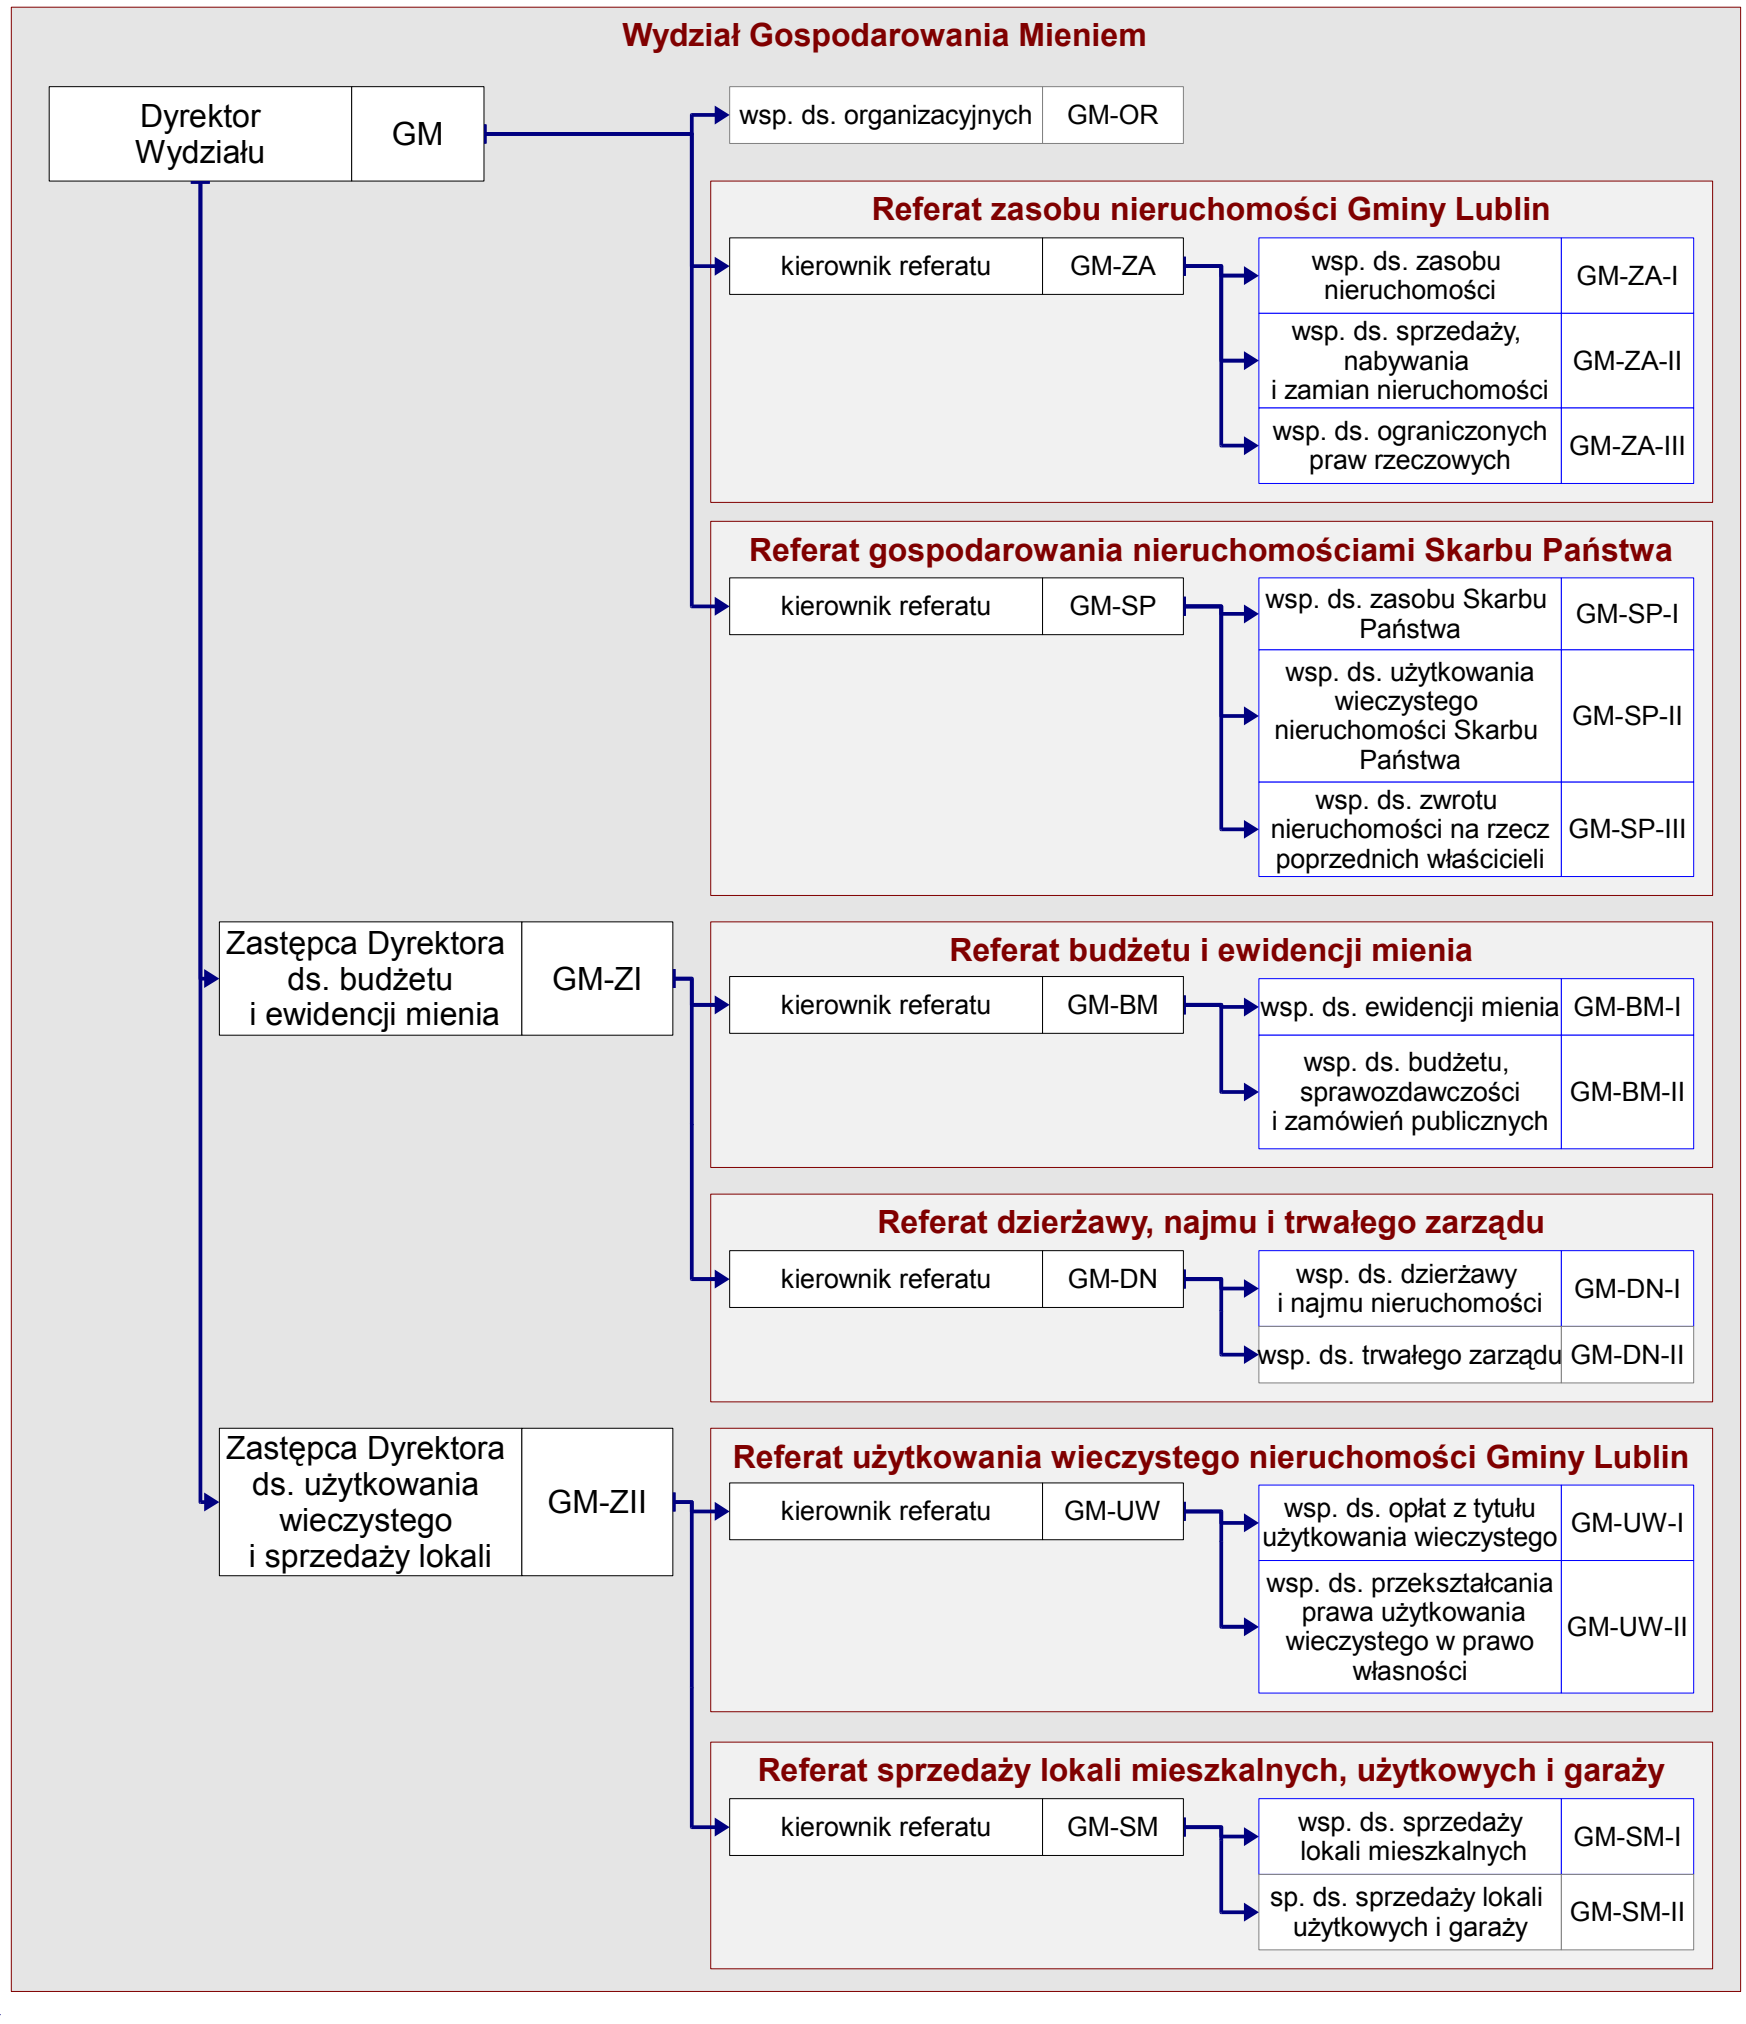 Wydział Gospodarowania Mieniem
Dyrektor
Wydziału
GM
wsp. ds. organizacyjnych
GM-OR
Referat zasobu nieruchomości Gminy Lublin
kierownik referatu
GM-ZA
wsp. ds. zasobu
nieruchomości
GM-ZA-I
wsp. ds. sprzedaży,
nabywania
i zamian nieruchomości
GM-ZA-II
wsp. ds. ograniczonych
praw rzeczowych
GM-ZA-III
Referat gospodarowania nieruchomościami Skarbu Państwa
kierownik referatu
GM-SP
wsp. ds. zasobu Skarbu
Państwa
GM-SP-I
wsp. ds. użytkowania
wieczystego
nieruchomości Skarbu
Państwa
GM-SP-II
wsp. ds. zwrotu
nieruchomości na rzecz
poprzednich właścicieli
GM-SP-III
Zastępca Dyrektora
ds. budżetu
i ewidencji mienia
GM-ZI
Referat budżetu i ewidencji mienia
kierownik referatu
GM-BM
wsp. ds. ewidencji mienia
GM-BM-I
wsp. ds. budżetu,
sprawozdawczości
i zamówień publicznych
GM-BM-II
Referat dzierżawy, najmu i trwałego zarządu
kierownik referatu
GM-DN
wsp. ds. dzierżawy
i najmu nieruchomości
GM-DN-I
wsp. ds. trwałego zarządu
GM-DN-II
Zastępca Dyrektora
ds. użytkowania
wieczystego
i sprzedaży lokali
GM-ZII
Referat użytkowania wieczystego nieruchomości Gminy Lublin
kierownik referatu
GM-UW
wsp. ds. opłat z tytułu
użytkowania wieczystego
GM-UW-I
wsp. ds. przekształcania
prawa użytkowania
wieczystego w prawo
własności
GM-UW-II
Referat sprzedaży lokali mieszkalnych, użytkowych i garaży
kierownik referatu
GM-SM
wsp. ds. sprzedaży
lokali mieszkalnych
GM-SM-I
sp. ds. sprzedaży lokali
użytkowych i garaży
GM-SM-II